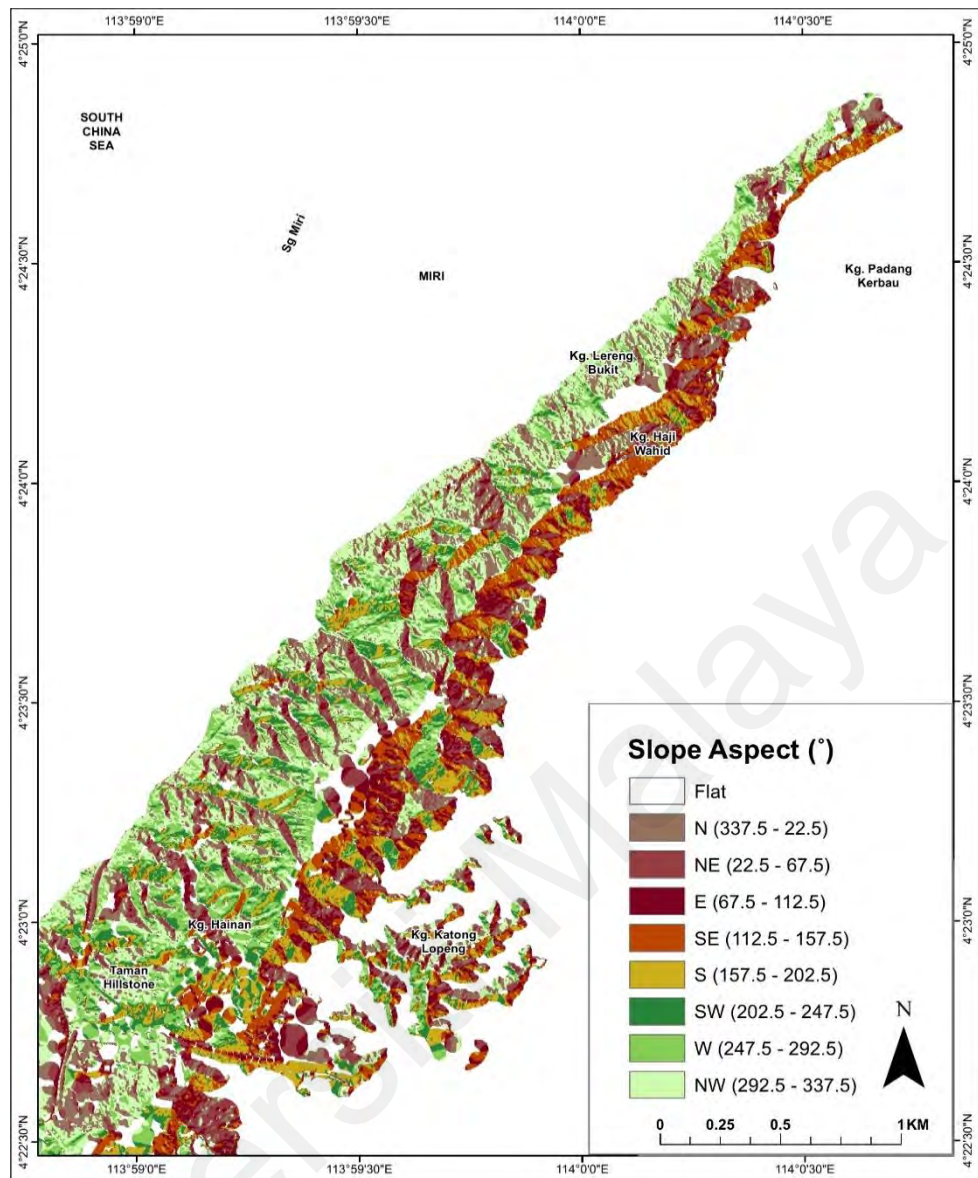 113°59'0"E 113°59'30"E 114°0'0"E 114°0'30"E
4°25'0"N 4°25'0"N
SOUTH
CHINA
SEA
Sg Miri
4°24'30"N 4°24'30"N
MIRI
Kg. Padang
Kerbau
Kg. Lereng
Bukit
Kg. Haji
Wahid
4°24'0"N 4°24'0"N
4°23'30"N 4°23'30"N
Kg. Hainan
4°23'0"N 4°23'0"N
Kg. Katong
Lopeng
Taman
Hillstone
Slope Aspect (°)
Flat
N (337.5 - 22.5)
NE (22.5 - 67.5)
E (67.5 - 112.5)
SE (112.5 - 157.5)
S (157.5 - 202.5)
SW (202.5 - 247.5)
W (247.5 - 292.5)
NW (292.5 - 337.5)
N
0 0.25 0.5 1 KM
4°22'30"N 4°22'30"N
113°59'0"E 113°59'30"E 114°0'0"E 114°0'30"E
Malaya